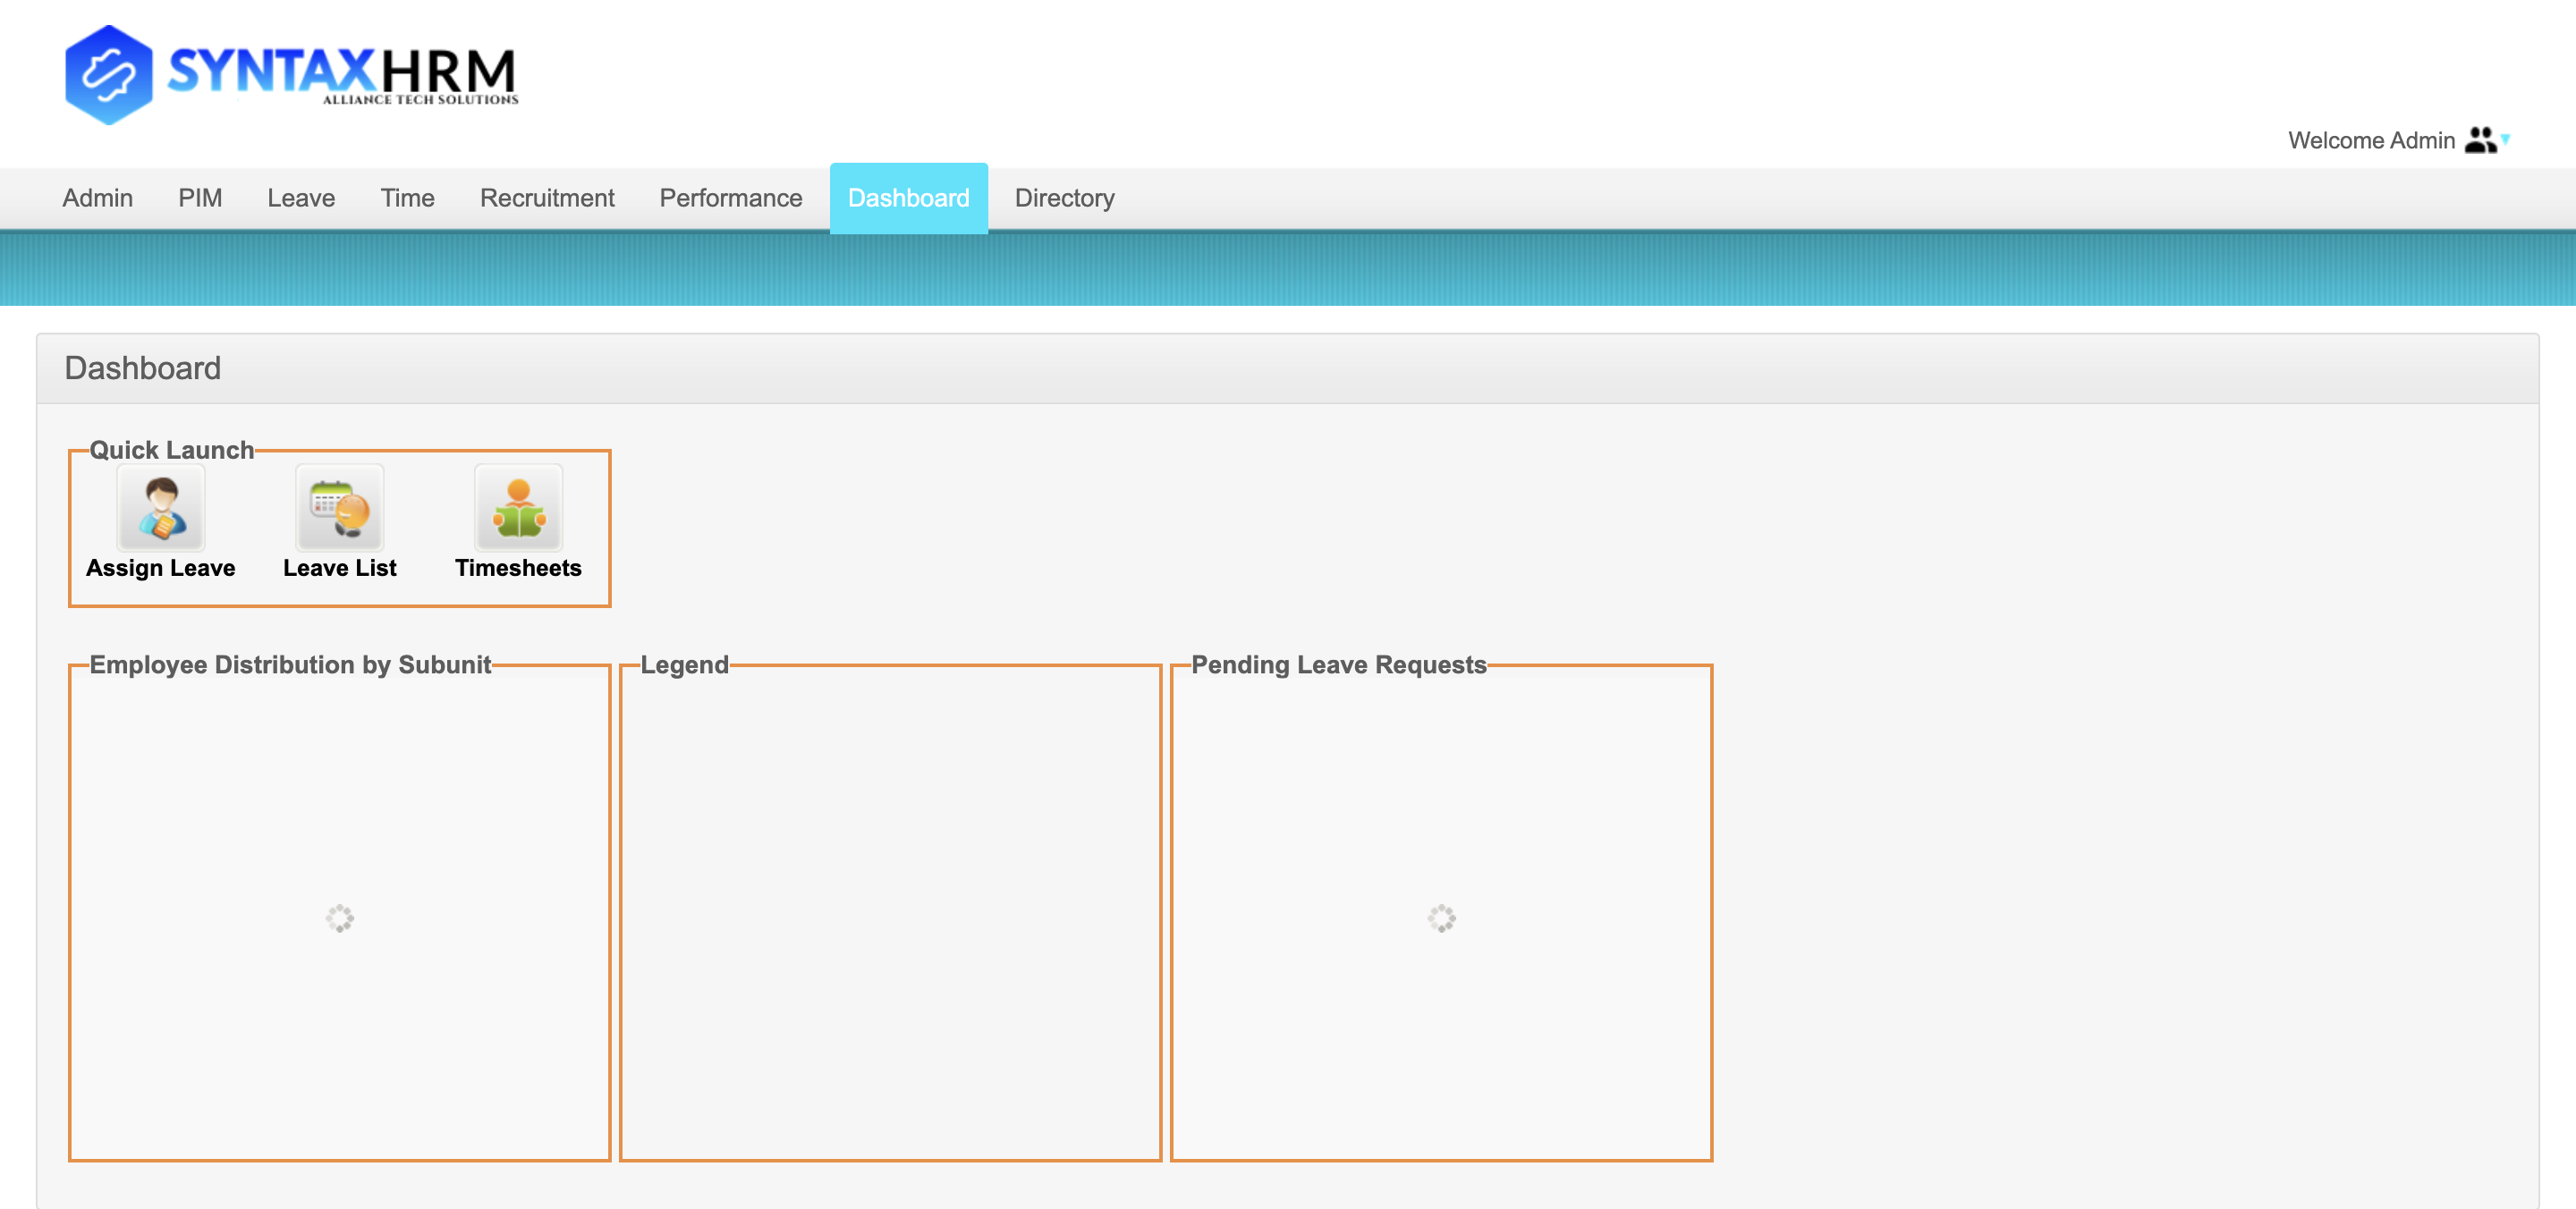 SYNTAXHRM
ALLIANCE TECH SOLUTIONS
Welcome Admin
Admin PIM Leave Time Recruitment Performance Dashboard Directory
Dashboard
Quick Launch
Assign Leave Leave List Timesheets
Employee Distribution by Subunit Legend Pending Leave Requests